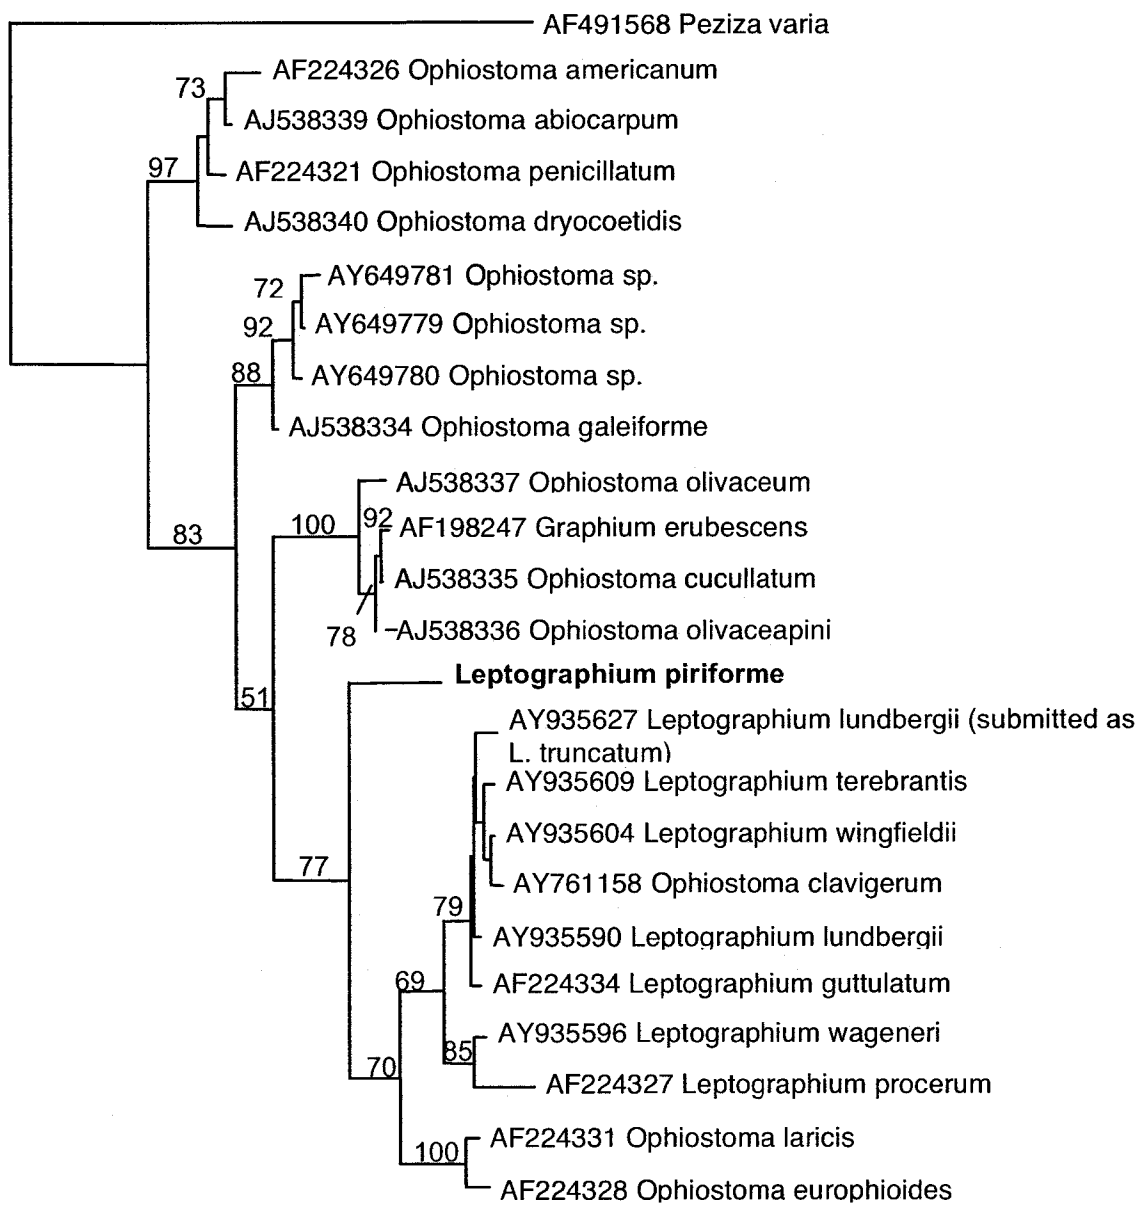 AF491568 Peziza varia
AF224326 Ophiostoma americanum
73
AJ538339 Ophiostoma abiocarpum
97
AF224321 Ophiostoma penicillatum
AJ538340 Ophiostoma dryocoetidis
AY649781 Ophiostoma sp.
72
AY649779 Ophiostoma sp.
92
88
AY649780 Ophiostoma sp.
AJ538334 Ophiostoma galeiforme
AJ538337 Ophiostoma olivaceum
100
92
AF198247 Graphium erubescens
83
AJ538335 Ophiostoma cucullatum
AJ538336 Ophiostoma olivaceapini
78
Leptographium piriforme
51
AY935627 Leptographium lundbergii (submitted as
L. truncatum)
AY935609 Leptographium terebrantis
AY935604 Leptographium wingfieldii
77
AY761158 Ophiostoma clavigerum
79
AY935590 Leptographium lundbergii
69
AF224334 Leptographium guttulatum
AY935596 Leptographium wageneri
85
70
AF224327 Leptographium procerum
AF224331 Ophiostoma laricis
100
AF224328 Ophiostoma europhioides